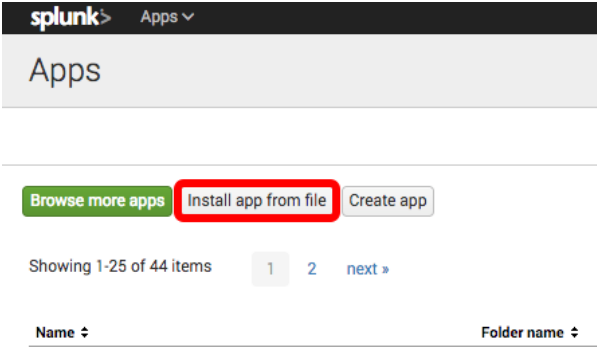 splunk> Apps
Apps
Browse more apps Install app from file Create app
Showing 1-25 of 44 items 1 2 next »
Name Folder name